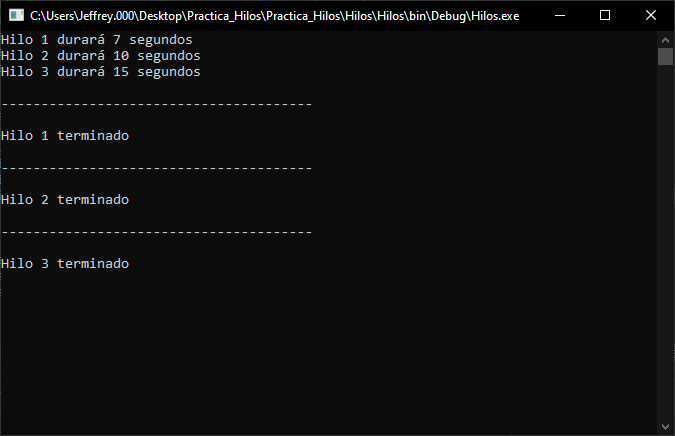 C:\Users\Jeffrey.000\Desktop\Practica_Hilos\Practica_Hilos\Hilos\Hilos\bin\Debug\Hilos.exe
Hilo 1 durará 7 segundos
Hilo 2 durará 10 segundos
Hilo 3 durará 15 segundos
---------------------------------------
Hilo 1 terminado
---------------------------------------
Hilo 2 terminado
---------------------------------------
Hilo 3 terminado